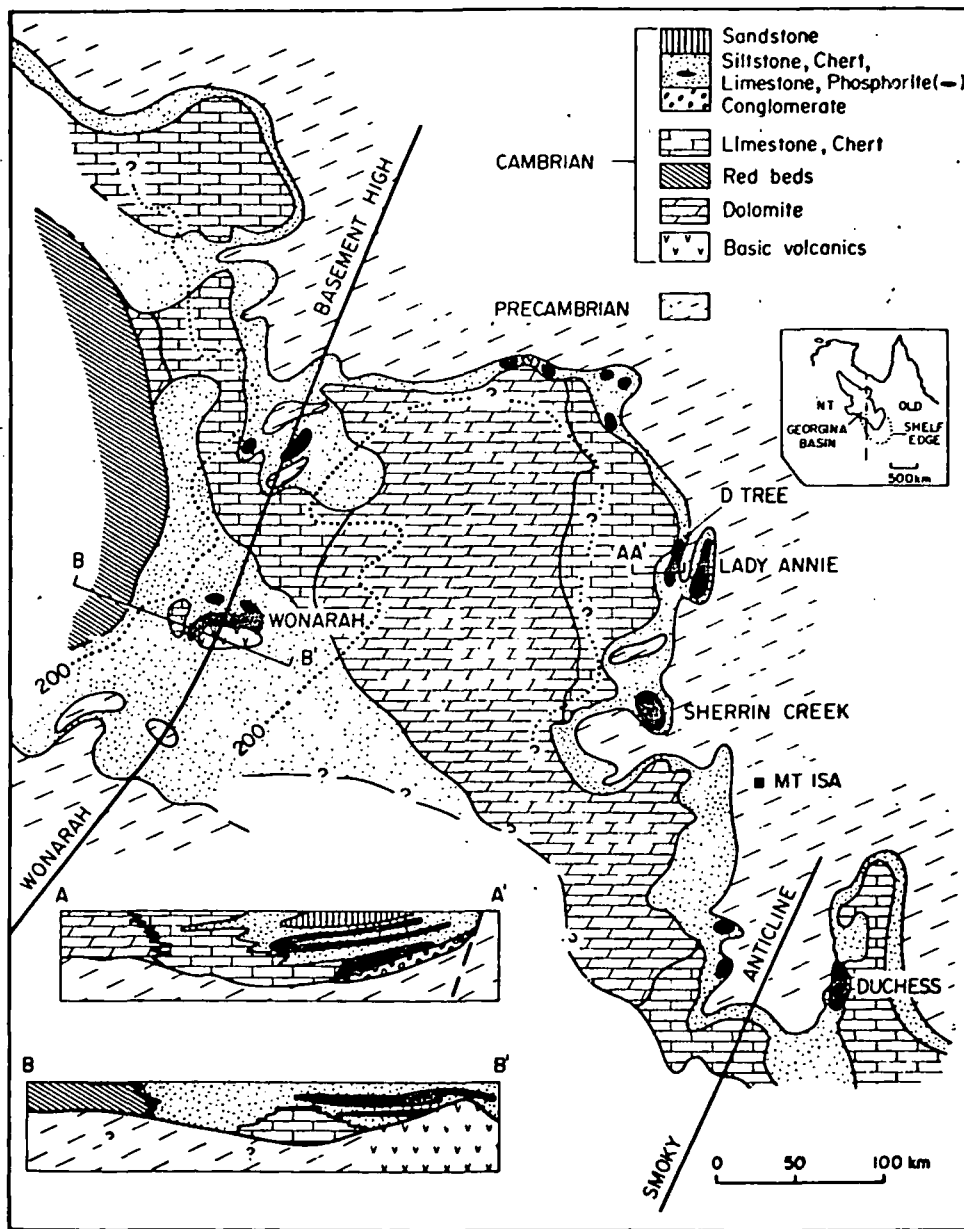 Sandstone
Siltstone, Chert,
Limestone, Phosphorite(-)
Conglomerate
CAMBRIAN
Limestone, Chert
Red beds
Dolomite
Basic volcanics
PRECAMBRIAN
BASEMENT HIGH
?
NT
QLD
GEORGINA
BASIN
SHELF
EDGE
500km
?
?
?
D TREE
AA'
LADY ANNIE
B
WONARAH
B'
200
200
?
SHERRIN CREEK
?
?
?
MT ISA
?
WONARAH
A
A'
?
ANTICLINE
DUCHESS
B
B'
?
?
SMOKY
0 50 100 km